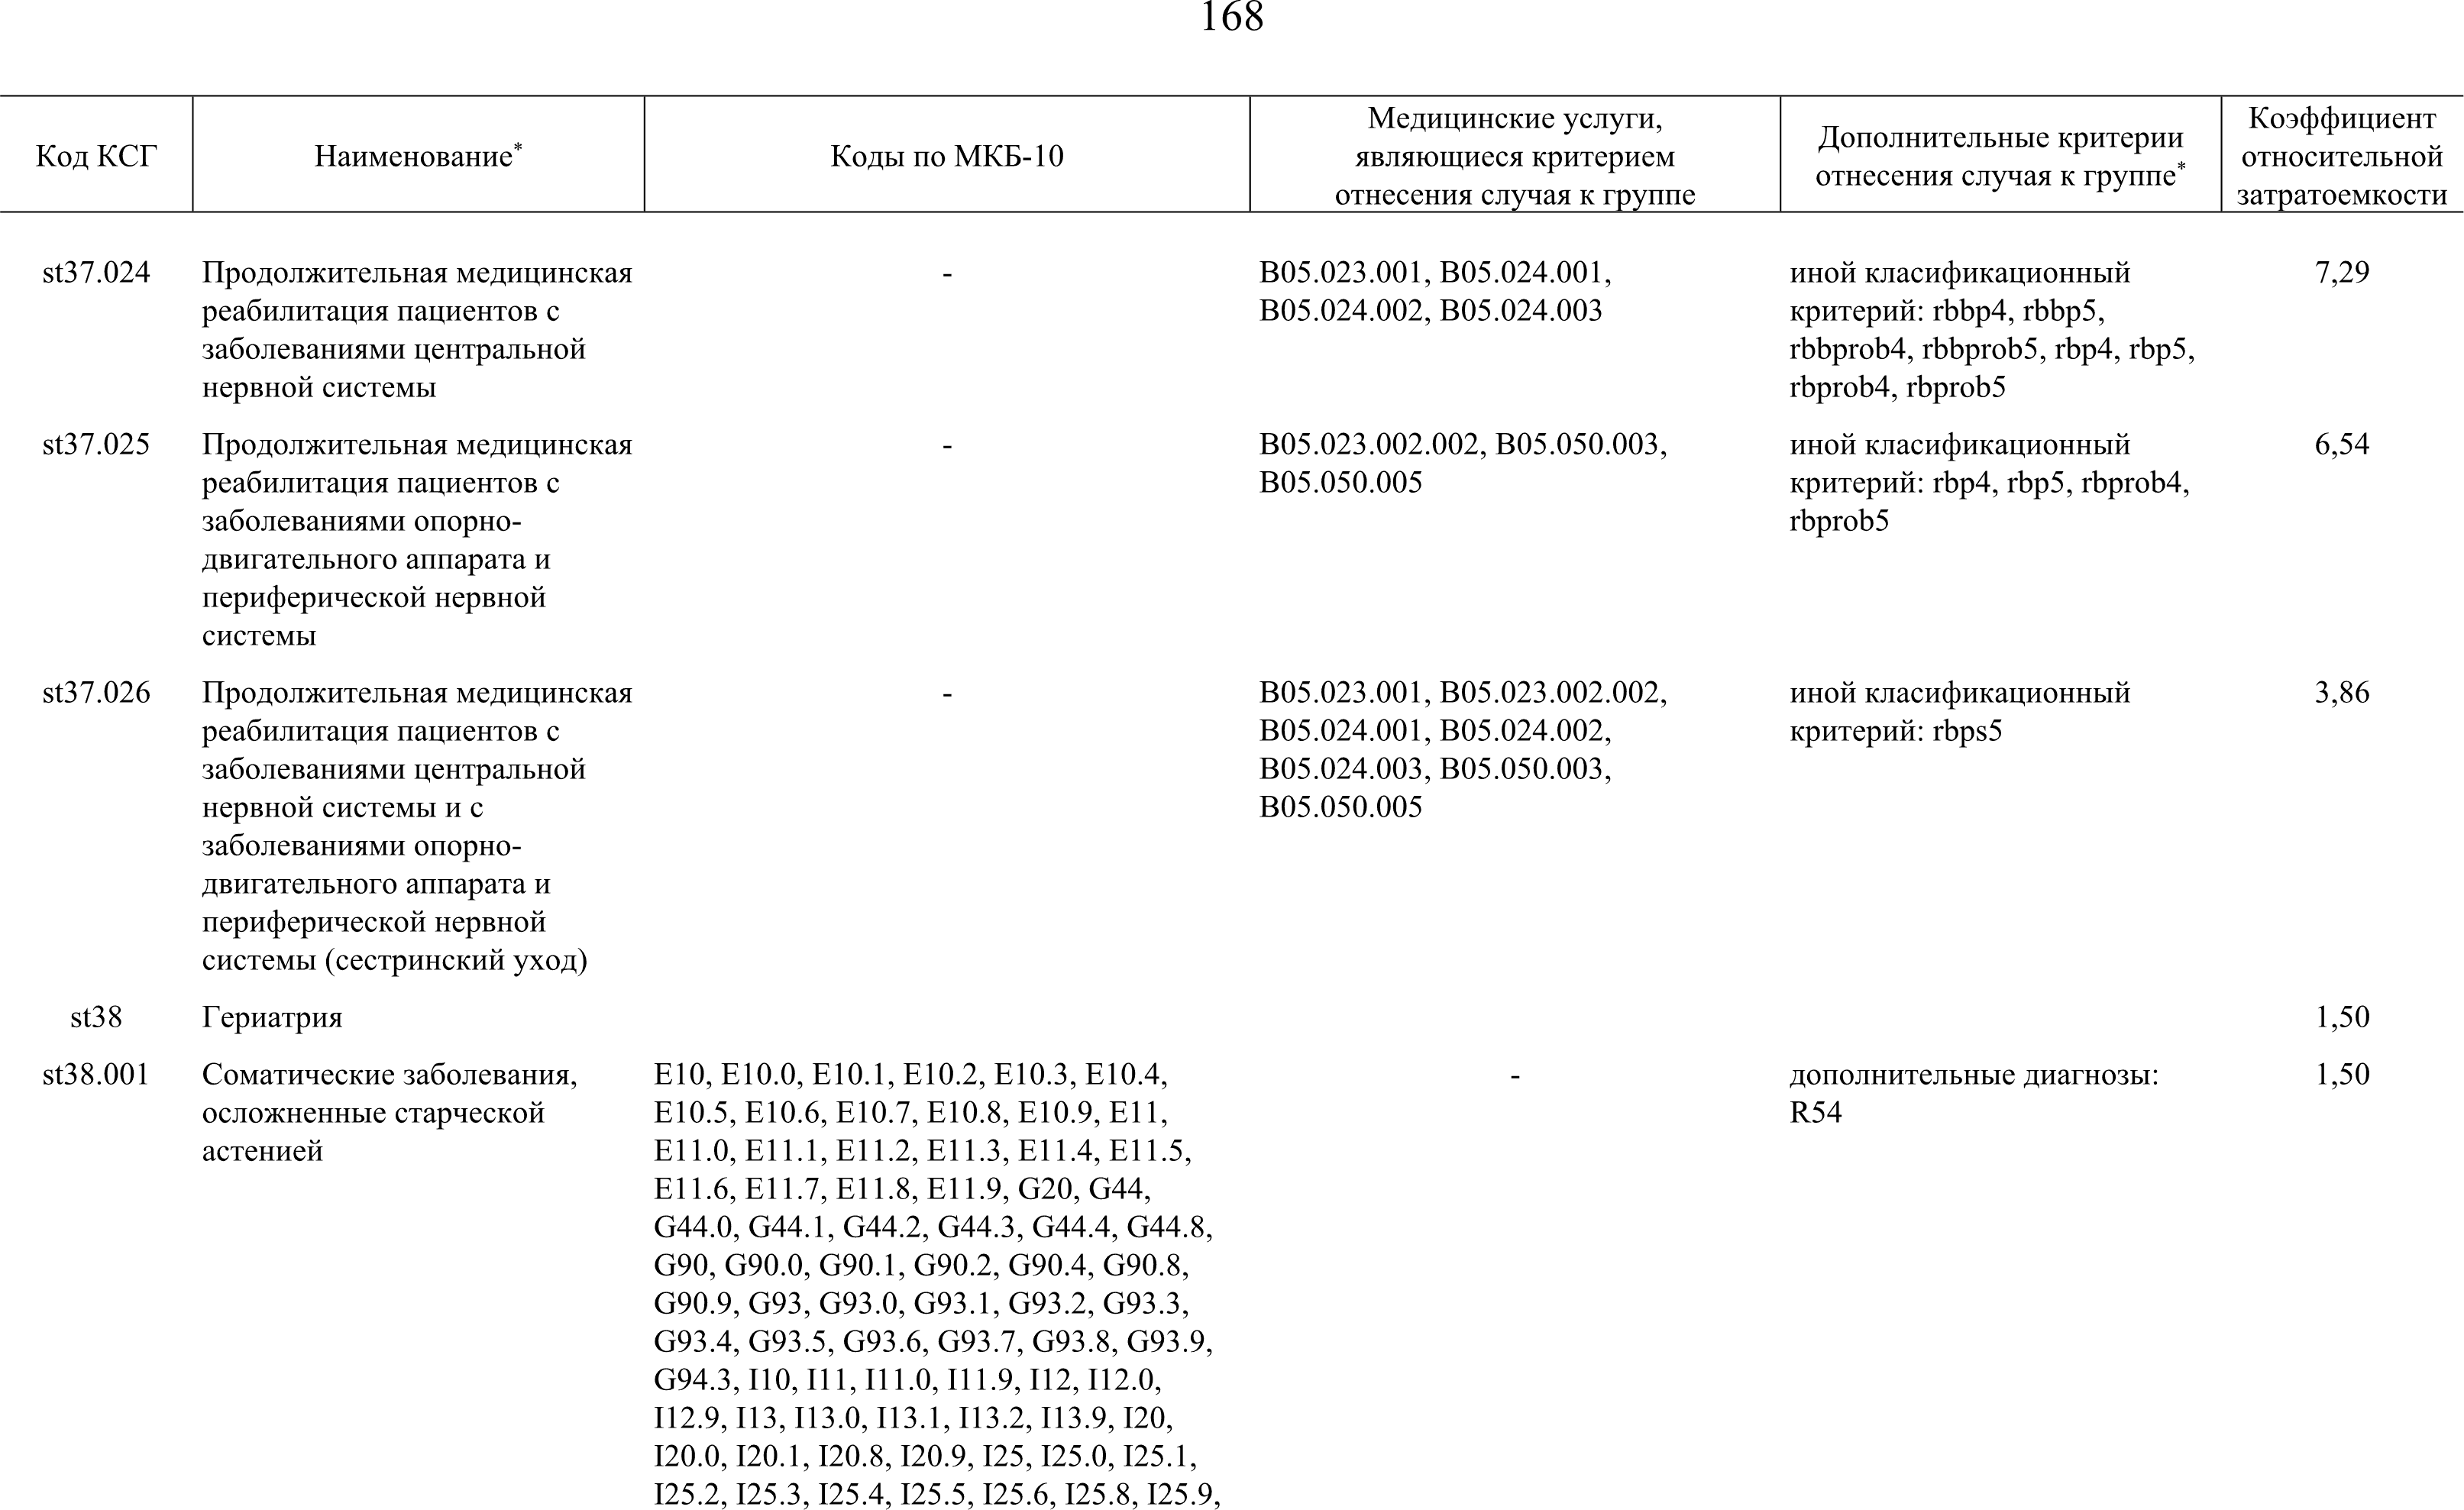 168
Код КСГ
Наименование*
Коды по МКБ-10
Медицинские услуги,
являющиеся критерием
отнесения случая к группе
Дополнительные критерии
отнесения случая к группе*
Коэффициент
относительной
затратоемкости
st37.024
Продолжительная медицинская
реабилитация пациентов с
заболеваниями центральной
нервной системы
-
B05.023.001, B05.024.001,
B05.024.002, B05.024.003
иной класификационный
критерий: rbbp4, rbbp5,
rbbprob4, rbbprob5, rbp4, rbp5,
rbprob4, rbprob5
7,29
st37.025
Продолжительная медицинская
реабилитация пациентов с
заболеваниями опорно-
двигательного аппарата и
периферической нервной
системы
-
B05.023.002.002, B05.050.003,
B05.050.005
иной класификационный
критерий: rbp4, rbp5, rbprob4,
rbprob5
6,54
st37.026
Продолжительная медицинская
реабилитация пациентов с
заболеваниями центральной
нервной системы и с
заболеваниями опорно-
двигательного аппарата и
периферической нервной
системы (сестринский уход)
-
B05.023.001, B05.023.002.002,
B05.024.001, B05.024.002,
B05.024.003, B05.050.003,
B05.050.005
иной класификационный
критерий: rbps5
3,86
st38
Гериатрия
1,50
st38.001
Соматические заболевания,
осложненные старческой
астенией
E10, E10.0, E10.1, E10.2, E10.3, E10.4,
E10.5, E10.6, E10.7, E10.8, E10.9, E11,
E11.0, E11.1, E11.2, E11.3, E11.4, E11.5,
E11.6, E11.7, E11.8, E11.9, G20, G44,
G44.0, G44.1, G44.2, G44.3, G44.4, G44.8,
G90, G90.0, G90.1, G90.2, G90.4, G90.8,
G90.9, G93, G93.0, G93.1, G93.2, G93.3,
G93.4, G93.5, G93.6, G93.7, G93.8, G93.9,
G94.3, I10, I11, I11.0, I11.9, I12, I12.0,
I12.9, I13, I13.0, I13.1, I13.2, I13.9, I20,
I20.0, I20.1, I20.8, I20.9, I25, I25.0, I25.1,
I25.2, I25.3, I25.4, I25.5, I25.6, I25.8, I25.9,
-
дополнительные диагнозы:
R54
1,50